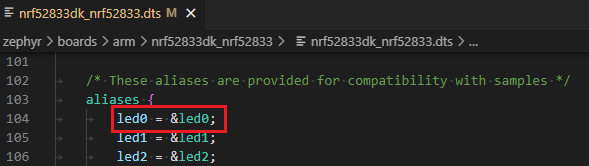 nrf52833dk_nrf52833.dts M
zephyr > boards > arm > nrf52833dk_nrf52833 > nrf52833dk_nrf52833.dts > ...
101
102 /* These aliases are provided for compatibility with samples */
103 aliases {
104 led0 = &led0;
105 led1 = &led1;
106 led2 = &led2;